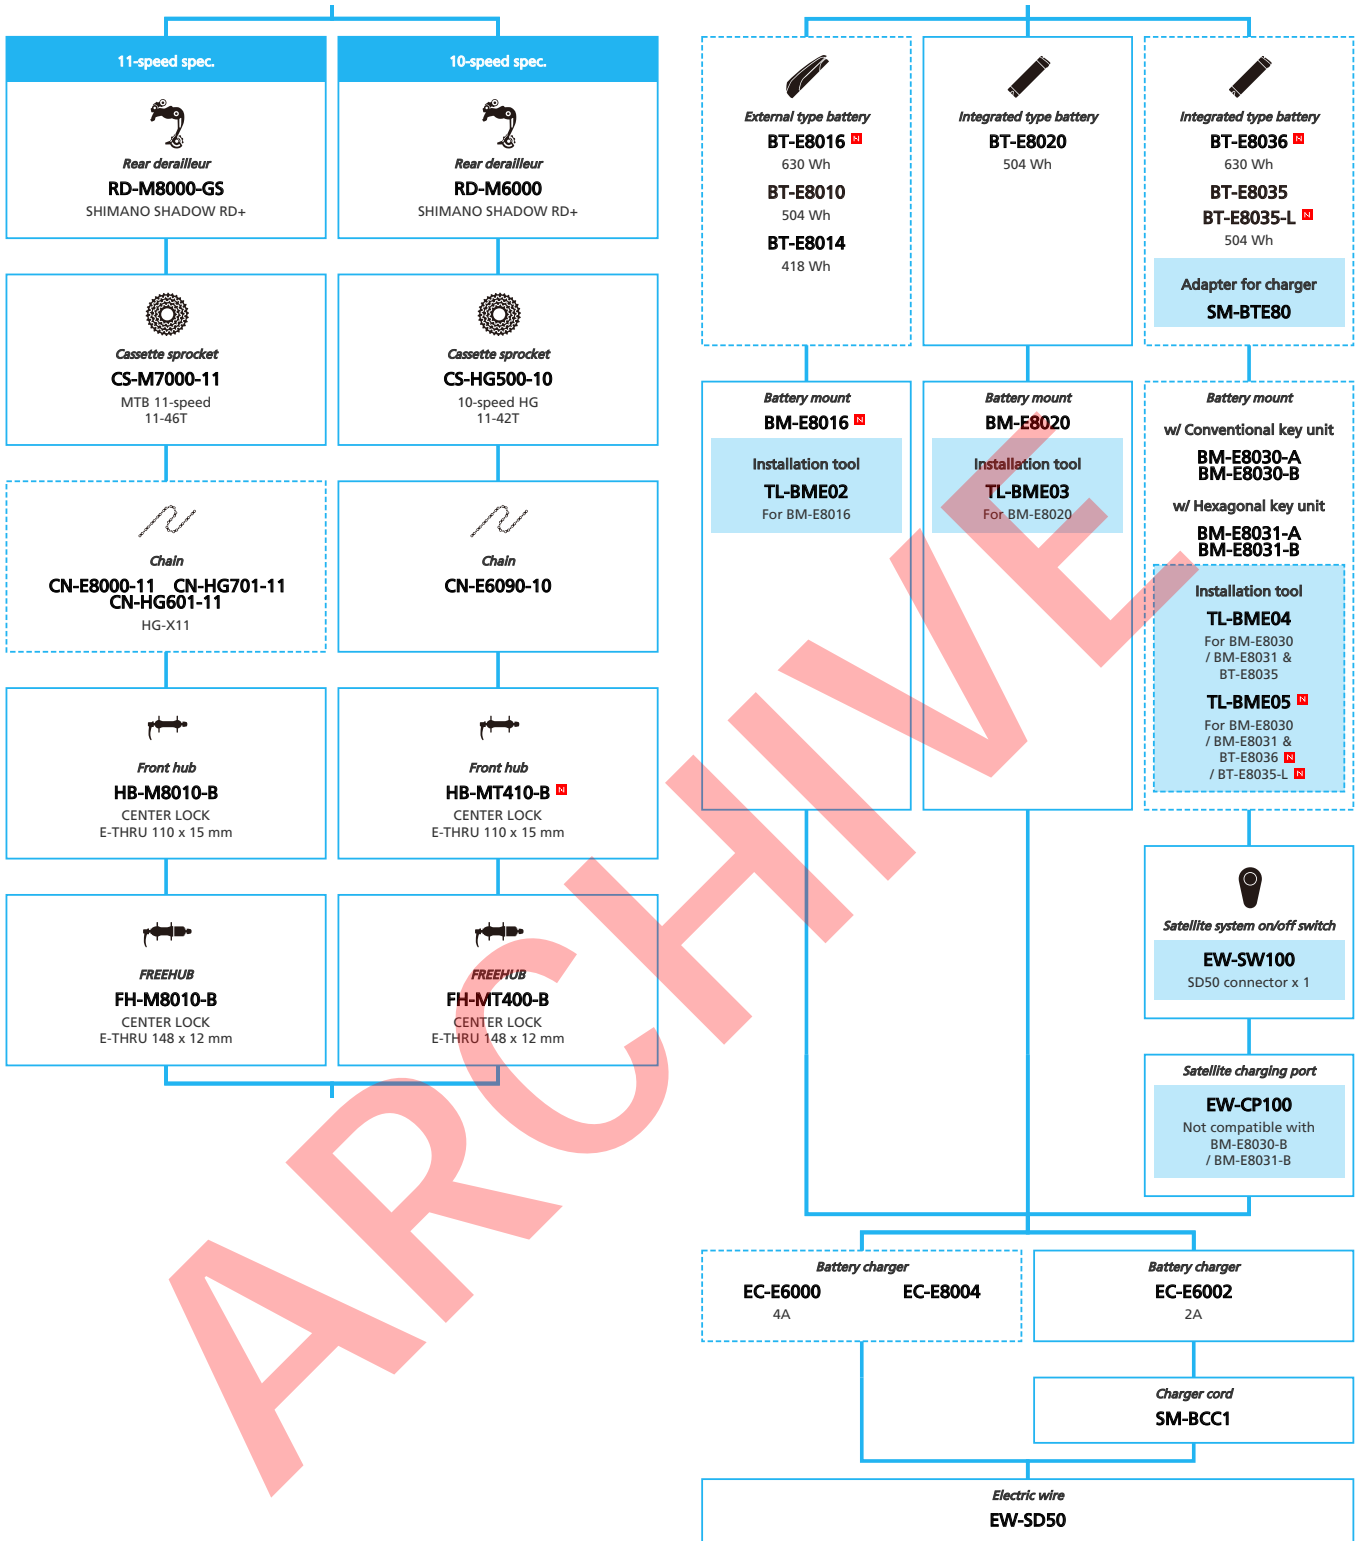 11-speed spec.
Rear derailleur
RD-M8000-GS
SHIMANO SHADOW RD+
Cassette sprocket
CS-M7000-11
MTB 11-speed
11-46T
Chain
CN-E8000-11 CN-HG701-11
CN-HG601-11
HG-X11
Front hub
HB-M8010-B
CENTER LOCK
E-THRU 110 x 15 mm
FREEHUB
FH-M8010-B
CENTER LOCK
E-THRU 148 x 12 mm
10-speed spec.
Rear derailleur
RD-M6000
SHIMANO SHADOW RD+
Cassette sprocket
CS-HG500-10
10-speed HG
11-42T
Chain
CN-E6090-10
Front hub
HB-MT410-B N
CENTER LOCK
E-THRU 110 x 15 mm
FREEHUB
FH-MT400-B
CENTER LOCK
E-THRU 148 x 12 mm
External type battery
BT-E8016 N
630 Wh
BT-E8010
504 Wh
BT-E8014
418 Wh
Battery mount
BM-E8016 N
Installation tool
TL-BME02
For BM-E8016
Integrated type battery
BT-E8020
504 Wh
Battery mount
BM-E8020
Installation tool
TL-BME03
For BM-E8020
Integrated type battery
BT-E8036 N
630 Wh
BT-E8035
BT-E8035-L N
504 Wh
Adapter for charger
SM-BTE80
Battery mount
w/ Conventional key unit
BM-E8030-A
BM-E8030-B
w/ Hexagonal key unit
BM-E8031-A
BM-E8031-B
Installation tool
TL-BME04
For BM-E8030
/ BM-E8031 &
BT-E8035
TL-BME05 N
For BM-E8030
/ BM-E8031 &
BT-E8036 N
/ BT-E8035-L N
Satellite system on/off switch
EW-SW100
SD50 connector x 1
Satellite charging port
EW-CP100
Not compatible with
BM-E8030-B
/ BM-E8031-B
Battery charger
EC-E6000 EC-E8004
4A
Battery charger
EC-E6002
2A
Charger cord
SM-BCC1
Electric wire
EW-SD50
ARCHIVE